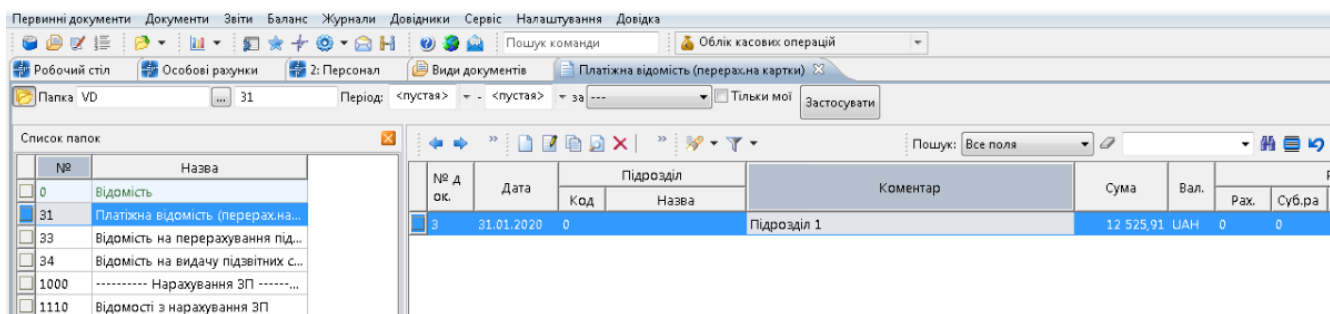 Первинні документи Документи Звіти Баланс Журнали Довідники Сервіс Налаштування Довідка
Пошук команди Облік касових операцій
Робочий стіл Особові рахунки 2: Персонал Види документів Платіжна відомість (перерах.на картки)
Папка VD ... 31 Період: <пустая> - <пустая> за --- Тільки мої Застосувати
Список папок
№ Назва
0 Відомість
31 Платіжна відомість (перерах.на...
33 Відомість на перерахування під...
34 Відомість на видачу підзвітних с...
1000 ---------- Нарахування ЗП ------...
1110 Відомості з нарахування ЗП
Пошук: Все поля
№ док. Дата Підрозділ Коментар Сума Вал.
Код Назва Рах. Суб.ра
3 31.01.2020 0 Підрозділ 1 12 525,91 UAH 0 0